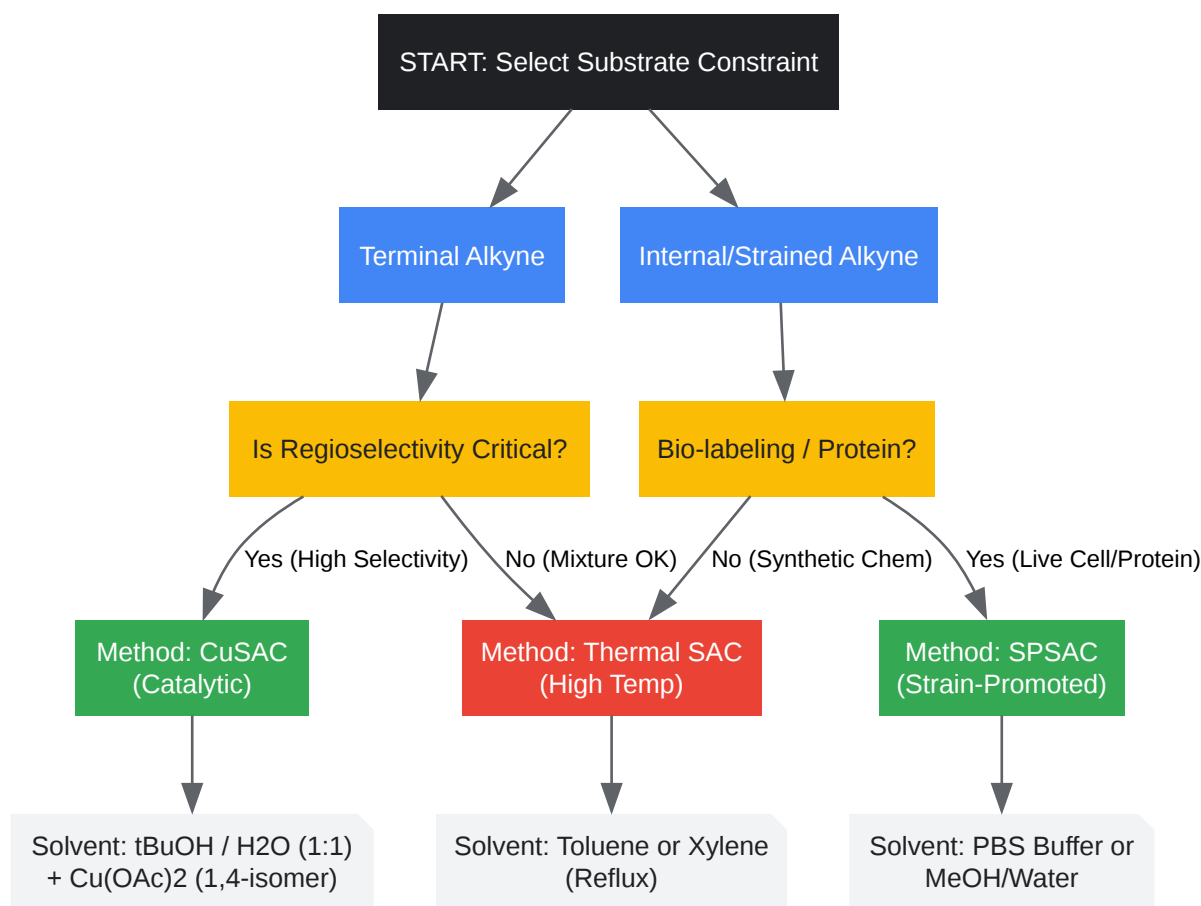 START: Select Substrate Constraint
Terminal Alkyne
Internal/Strained Alkyne
Is Regioselectivity Critical?
Bio-labeling / Protein?
Yes (High Selectivity)
No (Mixture OK)
No (Synthetic Chem)
Yes (Live Cell/Protein)
Method: CuSAC
(Catalytic)
Method: Thermal SAC
(High Temp)
Method: SPSAC
(Strain-Promoted)
Solvent: tBuOH / H2O (1:1)
+ Cu(OAc)2 (1,4-isomer)
Solvent: Toluene or Xylene
(Reflux)
Solvent: PBS Buffer or
MeOH/Water